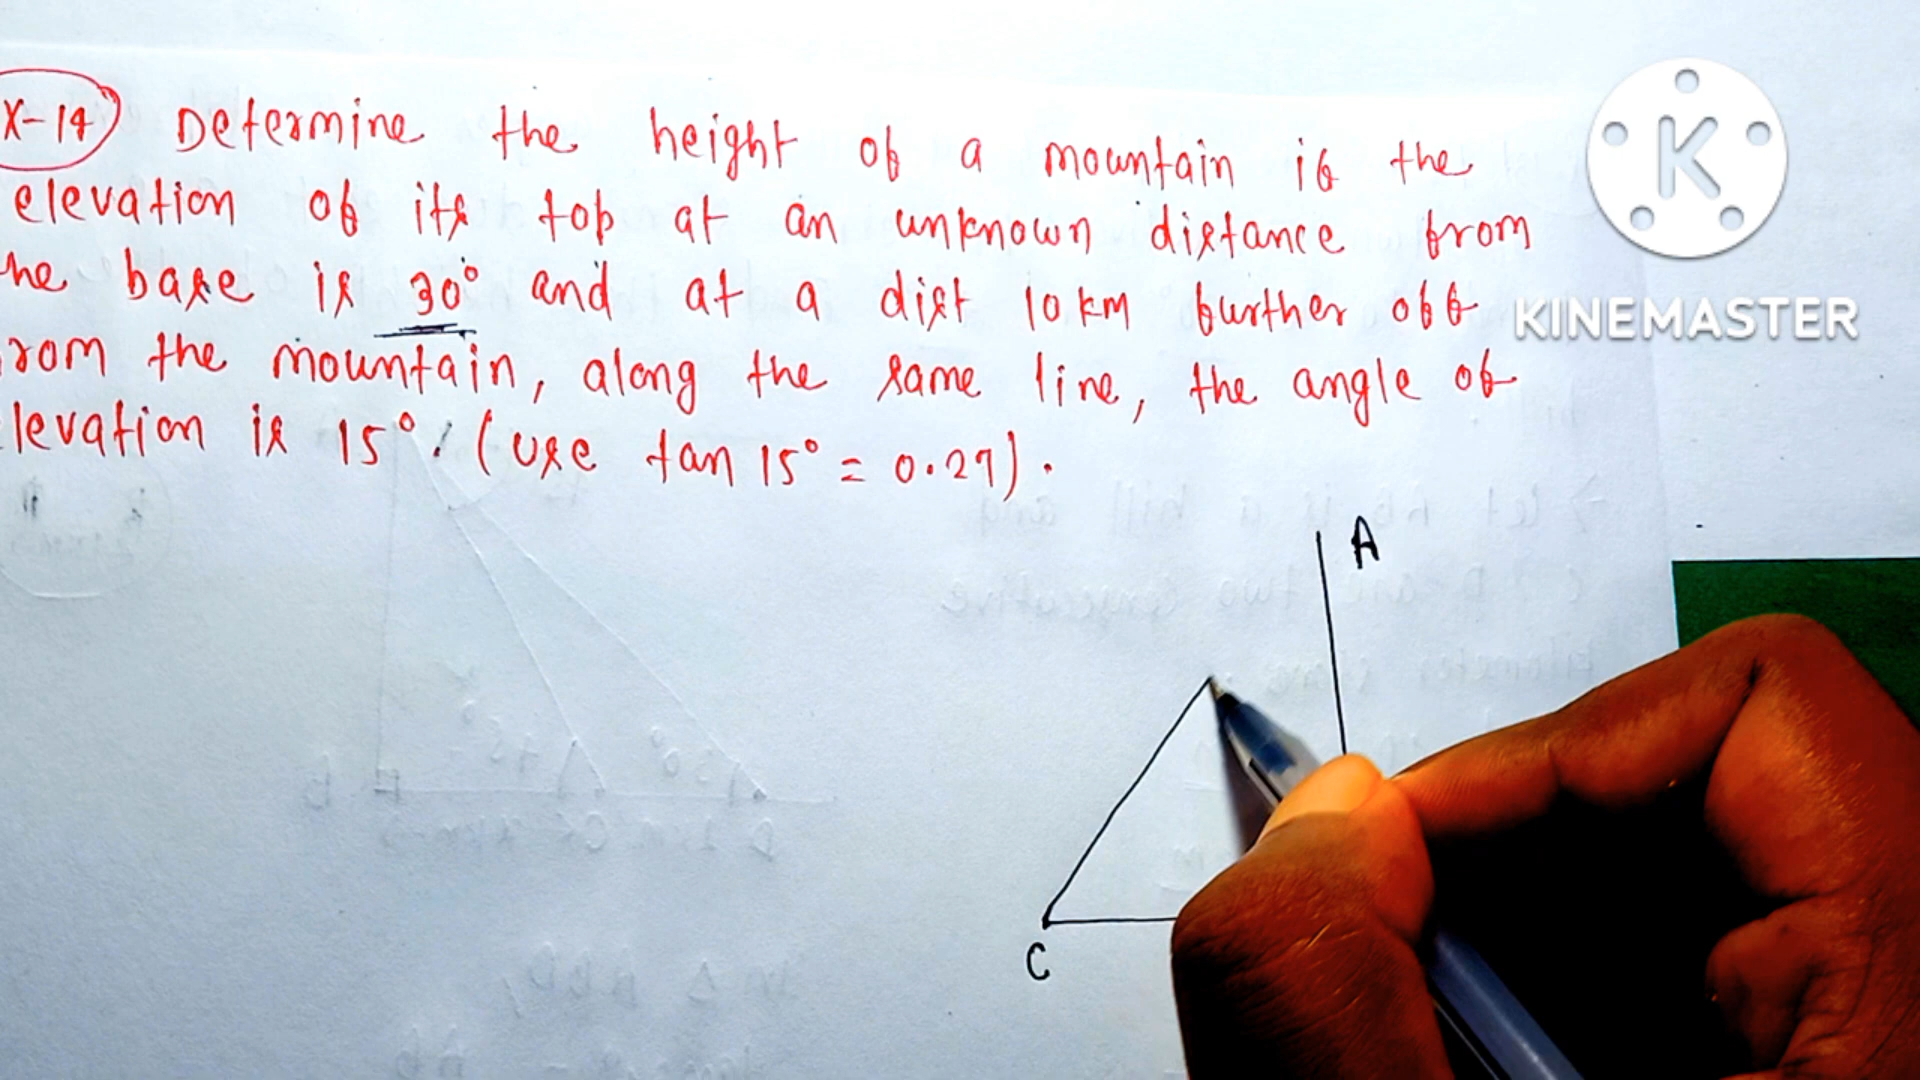 X-14) Determine the height of a mountain if the
elevation of its top at an unknown distance from
he base is 30° and at a dist 10 km further off
rom the mountain, along the same line, the angle of
levation is 15°. (use tan 15° = 0.27).
K
KINEMASTER
A
C